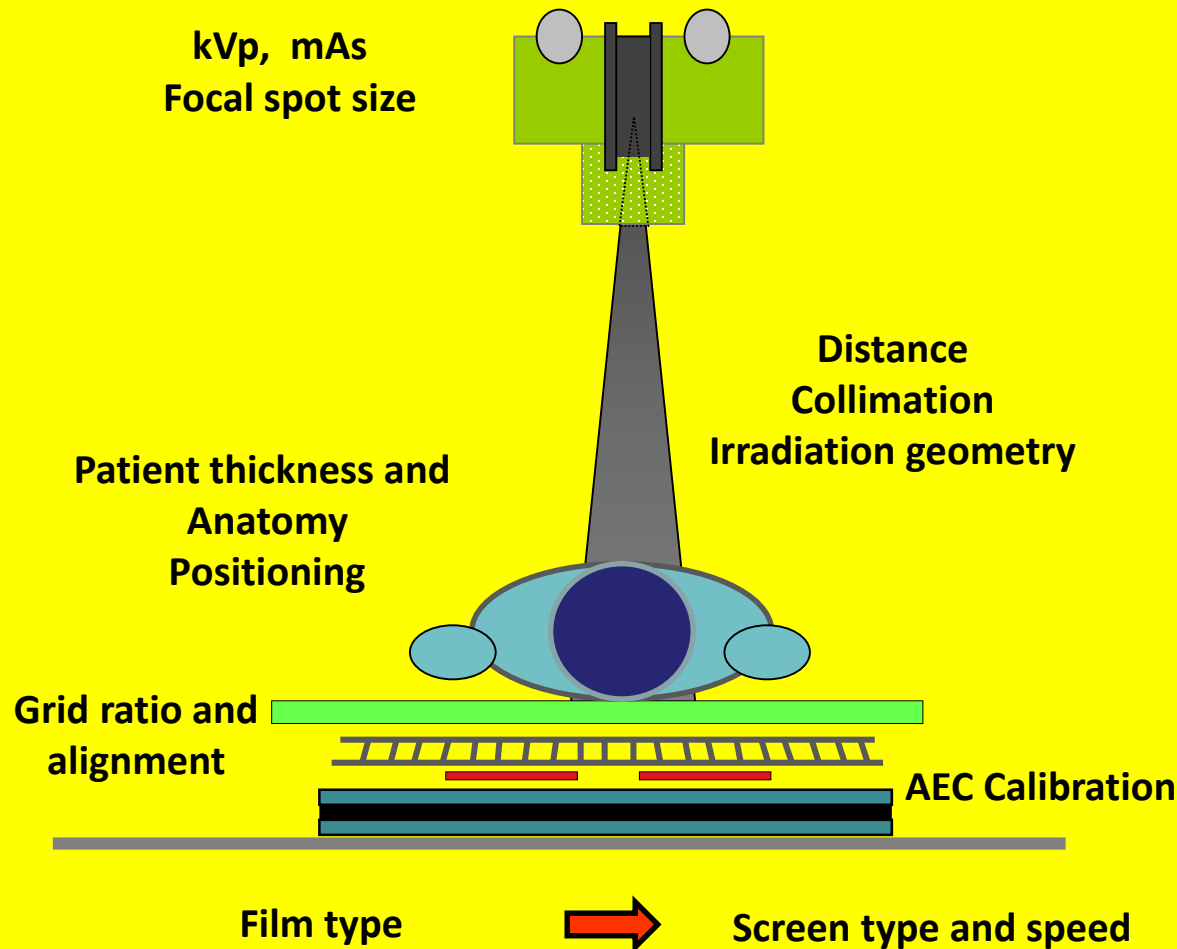 kVp,  mAs
Focal spot size
Distance
Collimation
Irradiation geometry
Patient thickness and
Anatomy
Positioning
Grid ratio and
alignment
AEC Calibration
Film type
Screen type and speed